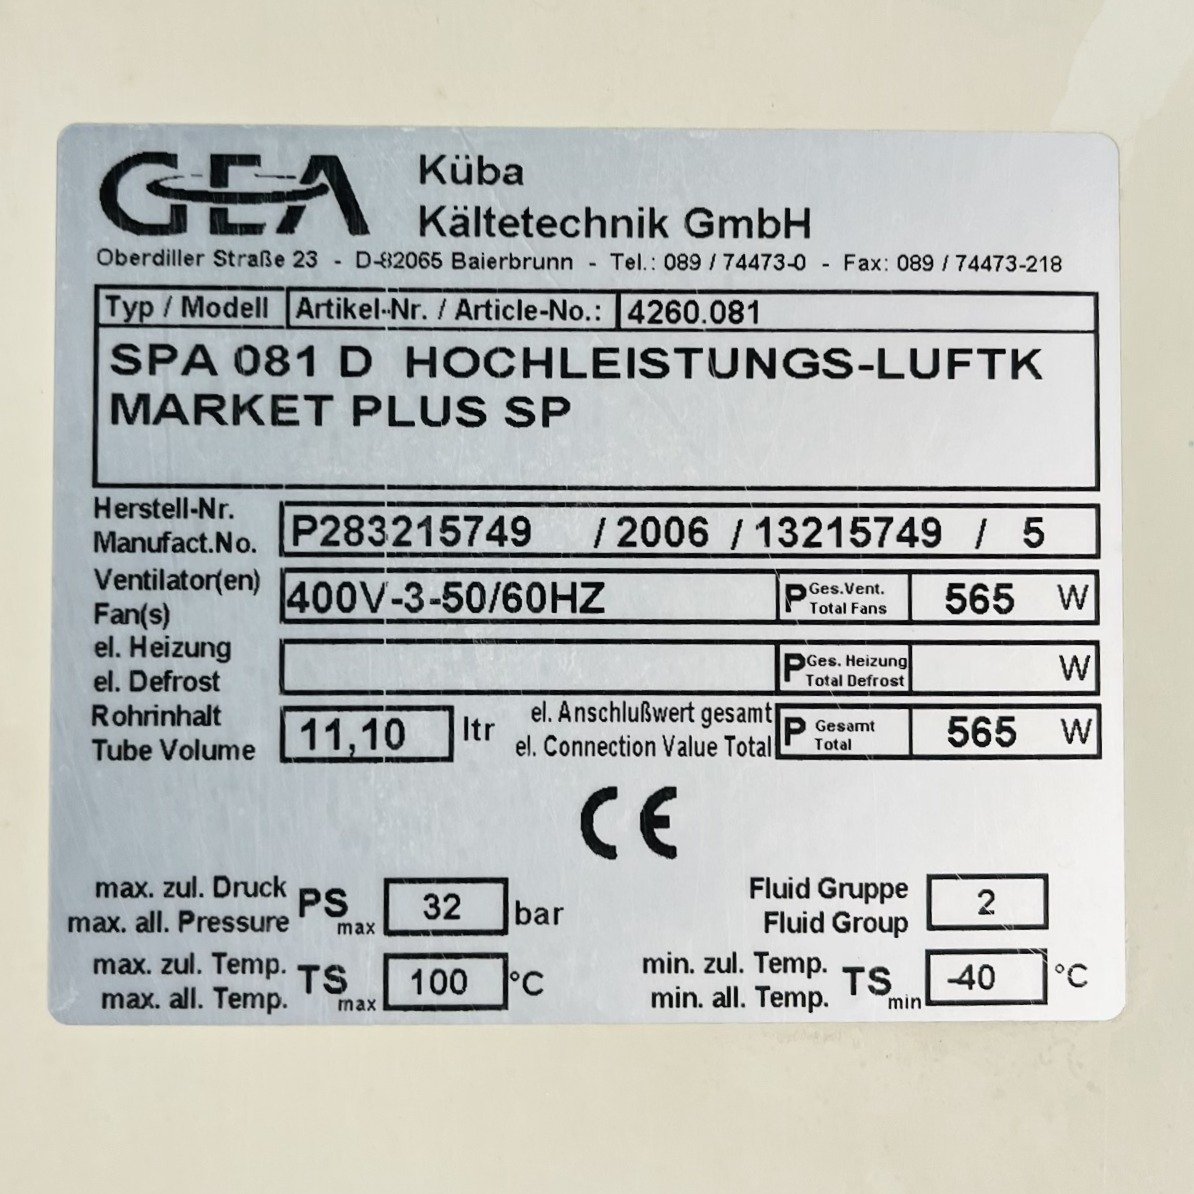 GEA Küba
Kältetechnik GmbH
Oberdiller Straße 23 - D-82065 Baierbrunn - Tel.: 089 / 74473-0 - Fax: 089 / 74473-218
Typ / Modell Artikel-Nr. / Article-No.: 4260.081
SPA 081 D HOCHLEISTUNGS-LUFTK
MARKET PLUS SP
Herstell-Nr.
Manufact.No. P283215749 / 2006 / 13215749 / 5
Ventilator(en)
Fan(s) 400V-3-50/60HZ P Ges.Vent. Total Fans 565 W
el. Heizung
el. Defrost P Ges. Heizung Total Defrost W
Rohrinhalt
Tube Volume 11,10 ltr
el. Anschlußwert gesamt
el. Connection Value Total P Gesamt Total 565 W
CE
max. zul. Druck
max. all. Pressure PS max 32 bar
Fluid Gruppe
Fluid Group 2
max. zul. Temp.
max. all. Temp. TS max 100 °C
min. zul. Temp.
min. all. Temp. TS min -40 °C